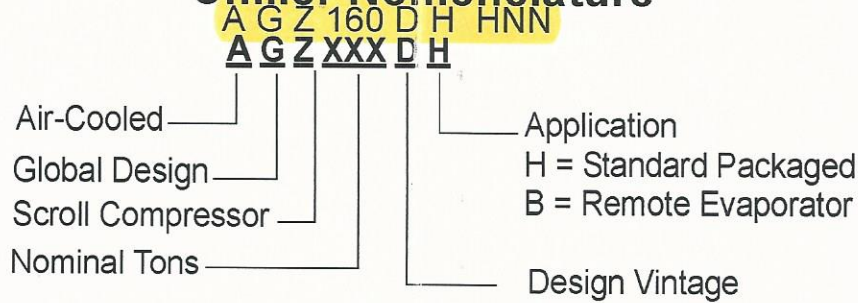 A G Z 160 D H HNN
A G Z XXX D H
Air-Cooled
Global Design
Scroll Compressor
Nominal Tons
Application
H = Standard Packaged
B = Remote Evaporator
Design Vintage